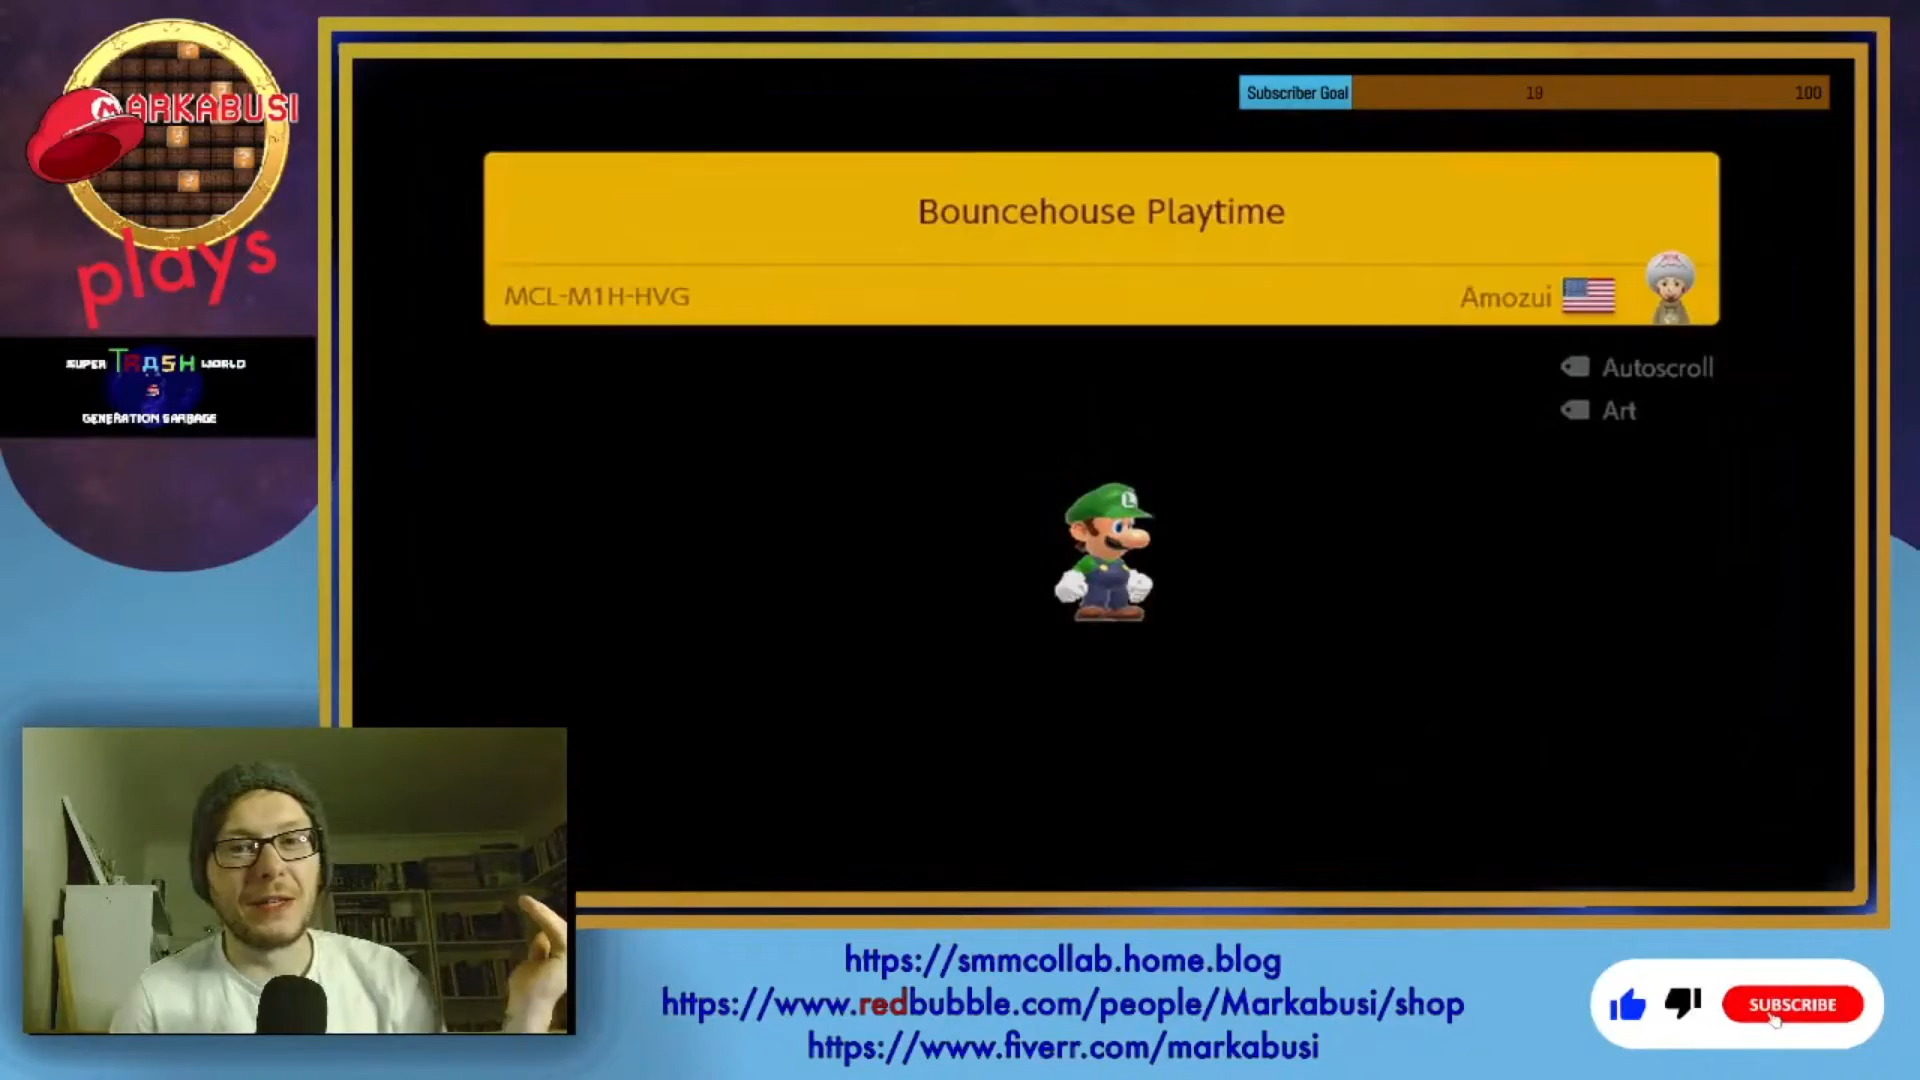 MARKABUSI
plays
SUPER TRASH WORLD
5
GENERATION GARBAGE
Subscriber Goal 19 100
Bouncehouse Playtime
MCL-M1H-HVG Amozui
Autoscroll
Art
L
https://smmcollab.home.blog
https://www.redbubble.com/people/Markabusi/shop
https://www.fiverr.com/markabusi
SUBSCRIBE